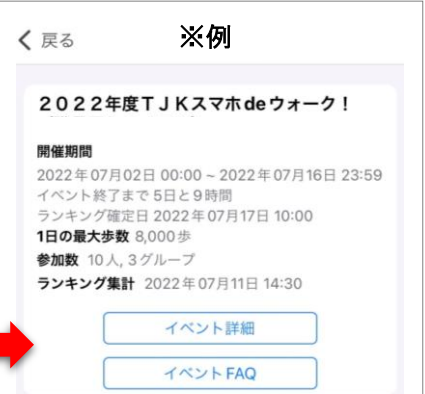 戻る
※例
2022年度TJKスマホdeウォーク！
開催期間
2022年07月02日 00:00 ~ 2022年07月16日 23:59
イベント終了まで 5日と9時間
ランキング確定日 2022年07月17日 10:00
1日の最大歩数 8,000歩
参加数 10人, 3グループ
ランキング集計 2022年07月11日 14:30
イベント詳細
イベント FAQ